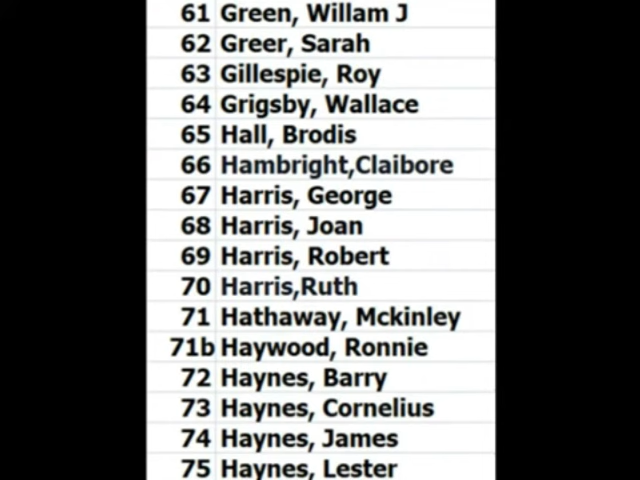 61 Green, Willam J
62 Greer, Sarah
63 Gillespie, Roy
64 Grigsby, Wallace
65 Hall, Brodis
66 Hambright,Claibore
67 Harris, George
68 Harris, Joan
69 Harris, Robert
70 Harris,Ruth
71 Hathaway, Mckinley
71b Haywood, Ronnie
72 Haynes, Barry
73 Haynes, Cornelius
74 Haynes, James
75 Haynes, Lester